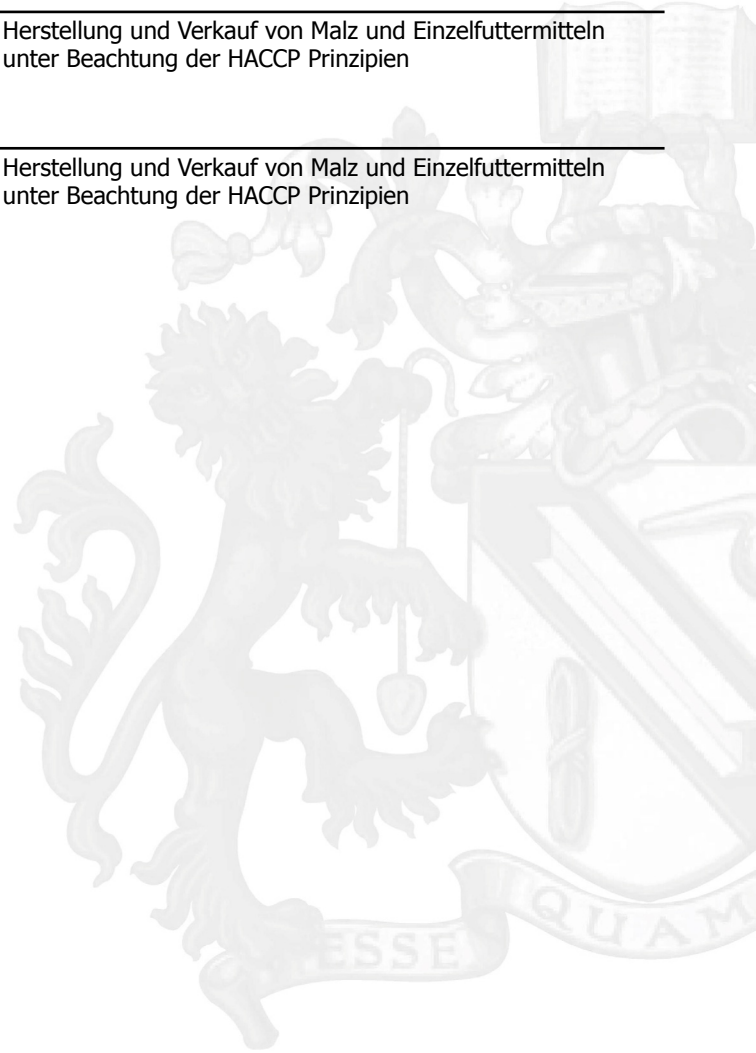 Herstellung und Verkauf von Malz und Einzelfuttermitteln
unter Beachtung der HACCP Prinzipien
Herstellung und Verkauf von Malz und Einzelfuttermitteln
unter Beachtung der HACCP Prinzipien
ESSE
QUAM